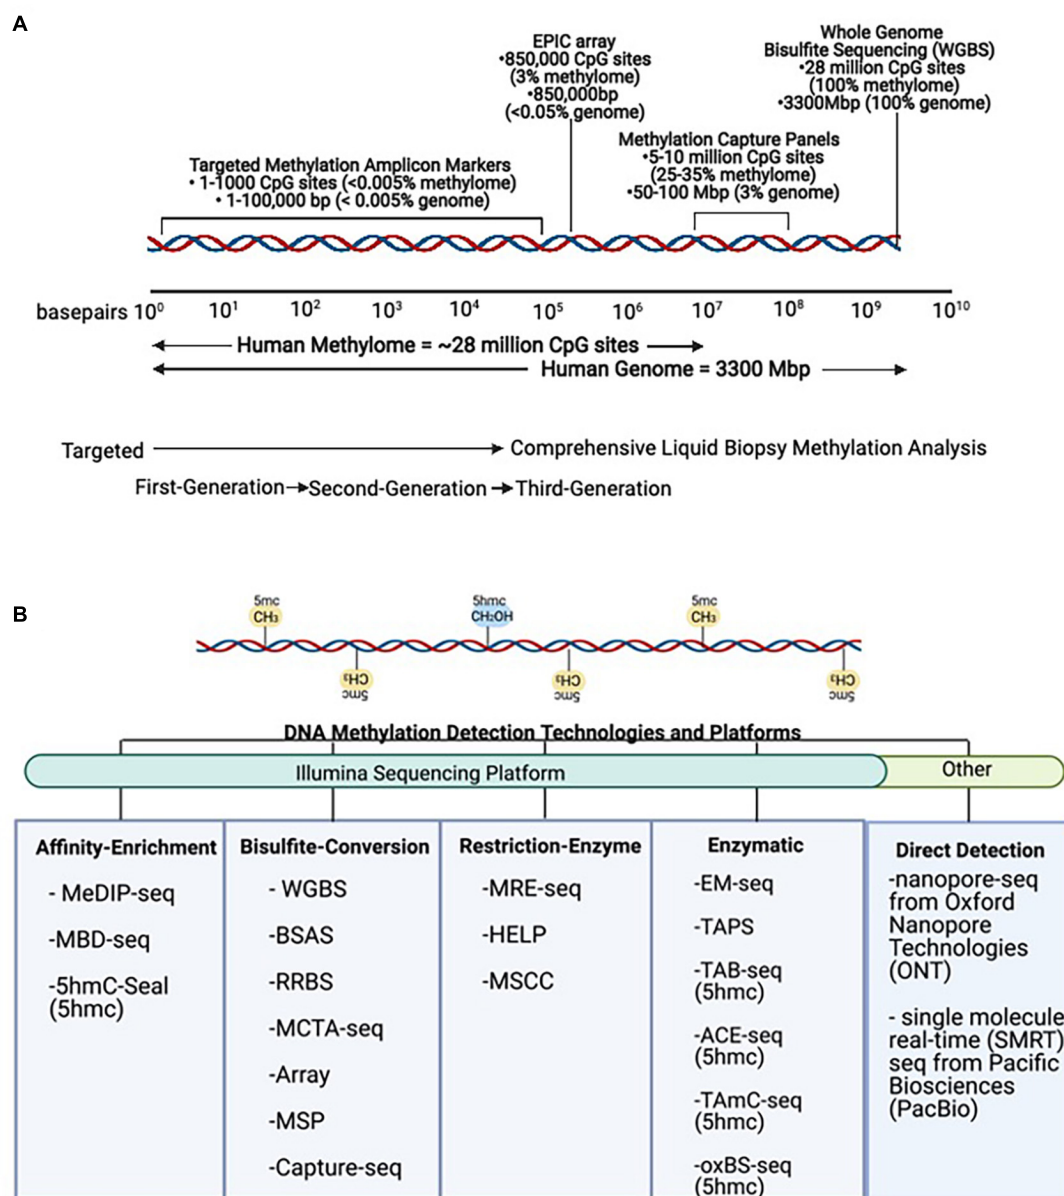 A
EPIC array
•850,000 CpG sites
(3% methylome)
•850,000bp
(<0.05% genome)
Whole Genome
Bisulfite Sequencing (WGBS)
•28 million CpG sites
(100% methylome)
•3300Mbp (100% genome)
Methylation Capture Panels
•5-10 million CpG sites
(25-35% methylome)
•50-100 Mbp (3% genome)
Targeted Methylation Amplicon Markers
• 1-1000 CpG sites (<0.005% methylome)
• 1-100,000 bp (< 0.005% genome)
basepairs 10⁰ 10¹ 10² 10³ 10⁴ 10⁵ 10⁶ 10⁷ 10⁸ 10⁹ 10¹⁰
Human Methylome = ~28 million CpG sites
Human Genome = 3300 Mbp
Targeted → Comprehensive Liquid Biopsy Methylation Analysis
First-Generation→Second-Generation→Third-Generation
B
5mc 5hmc 5mc
CH₃ CH₂OH CH₃
CH₃ CH₃ CH₃
5mc 5mc 5mc
DNA Methylation Detection Technologies and Platforms
Illumina Sequencing Platform
Other
Affinity-Enrichment
- MeDIP-seq
-MBD-seq
-5hmC-Seal
(5hmc)
Bisulfite-Conversion
- WGBS
-BSAS
-RRBS
-MCTA-seq
-Array
-MSP
-Capture-seq
Restriction-Enzyme
-MRE-seq
-HELP
-MSCC
Enzymatic
-EM-seq
-TAPS
-TAB-seq
(5hmc)
-ACE-seq
(5hmc)
-TAmC-seq
(5hmc)
-oxBS-seq
(5hmc)
Direct Detection
-nanopore-seq
from Oxford
Nanopore
Technologies
(ONT)
- single molecule
real-time (SMRT)
seq from Pacific
Biosciences
(PacBio)